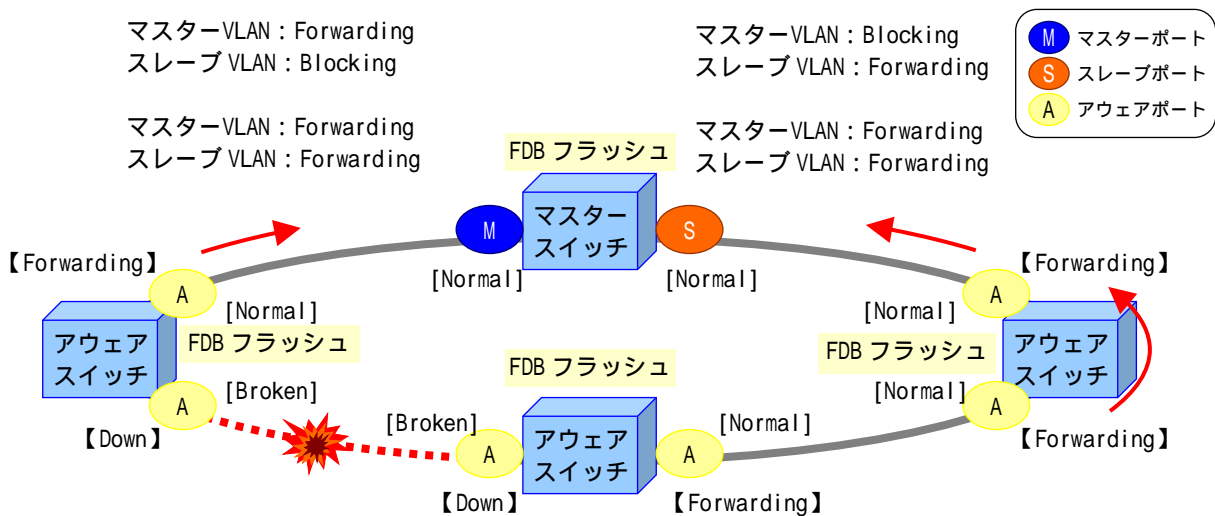 マスターVLAN：Forwarding
スレーブ VLAN：Blocking
マスターVLAN：Forwarding
スレーブ VLAN：Forwarding
マスターVLAN：Blocking
スレーブ VLAN：Forwarding
マスターVLAN：Forwarding
スレーブ VLAN：Forwarding
M マスターポート
S スレーブポート
A アウェアポート
FDB フラッシュ
マスター
スイッチ
M
S
[Normal]
[Normal]
【Forwarding】
A
[Normal]
アウェア
スイッチ
FDB フラッシュ
A
[Broken]
【Down】
FDB フラッシュ
[Broken]
A
アウェア
スイッチ
A
[Normal]
【Down】
【Forwarding】
【Forwarding】
A
[Normal]
FDB フラッシュ
アウェア
スイッチ
[Normal]
A
【Forwarding】